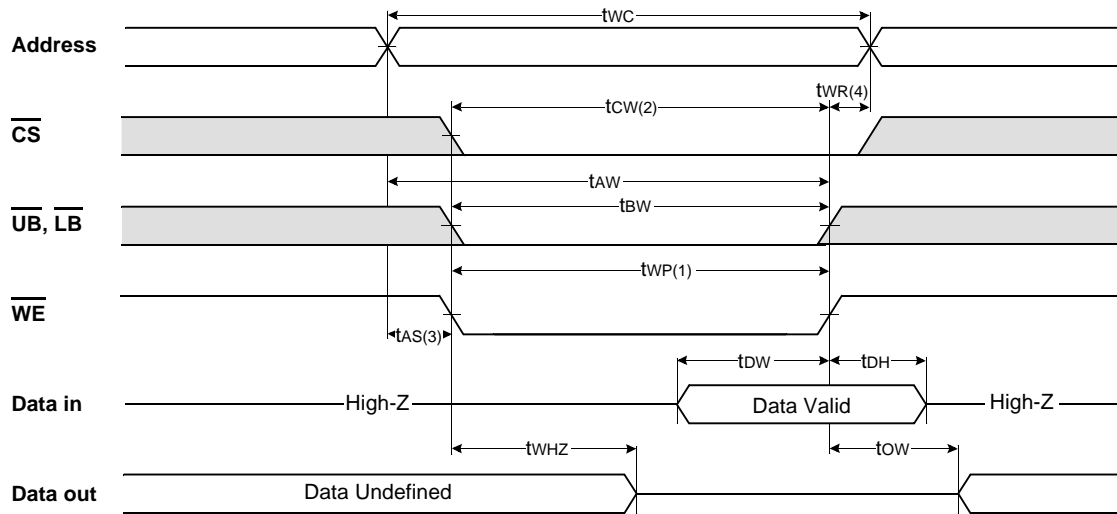 tWC
Address
tCW(2)
tWR(4)
CS
tAW
UB, LB
tBW
tWP(1)
WE
tAS(3)
tDW
tDH
Data in
High-Z
Data Valid
High-Z
tWHZ
tOW
Data out
Data Undefined